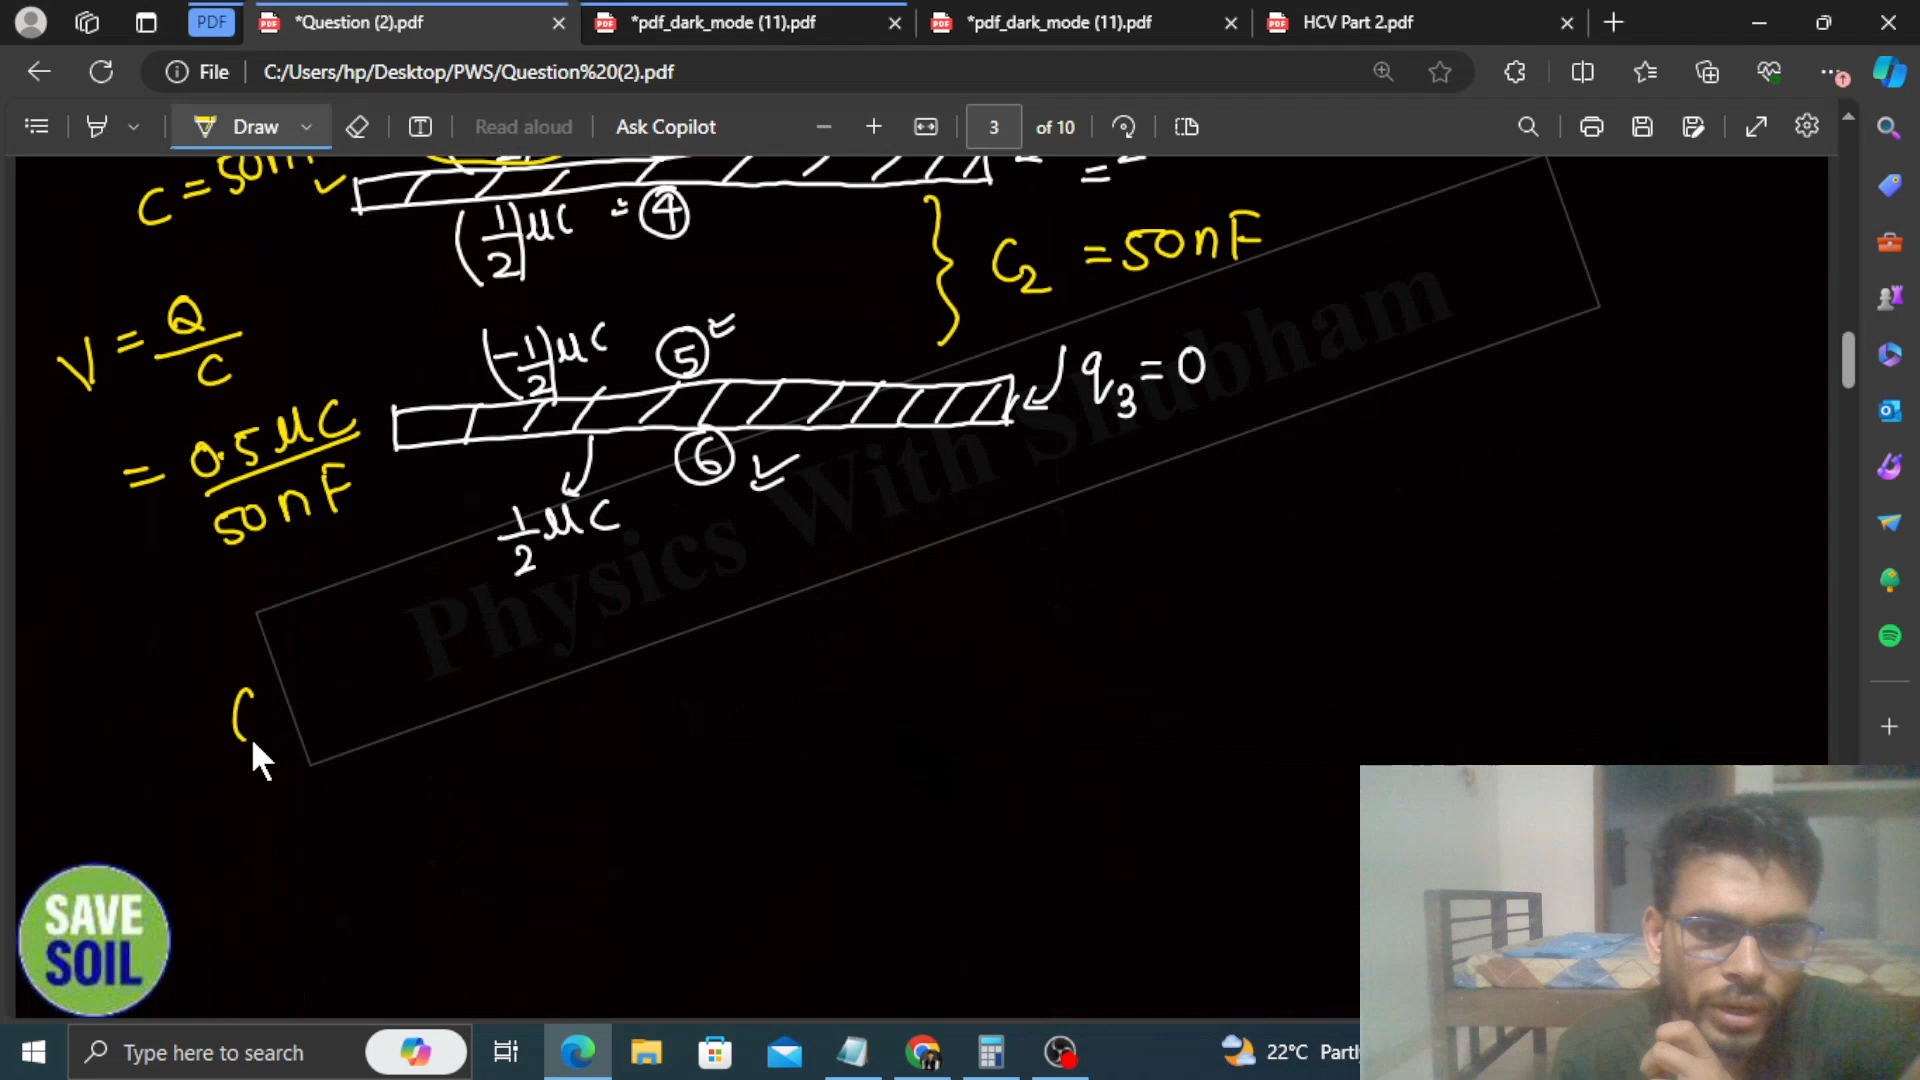 PDF
*Question (2).pdf
*pdf_dark_mode (11).pdf
*pdf_dark_mode (11).pdf
HCV Part 2.pdf
File
C:/Users/hp/Desktop/PWS/Question%20(2).pdf
Draw
Read aloud
Ask Copilot
3
of 10
C = 50n
(1/2) μC = ④
C₂ = 50nF
V = Q/C
(-1/2) μC ⑤
q₃ = 0
= 0.5μC/50nF
⑥
1/2 μC
Physics With Shubham
(
SAVE
SOIL
Type here to search
22°C Partl